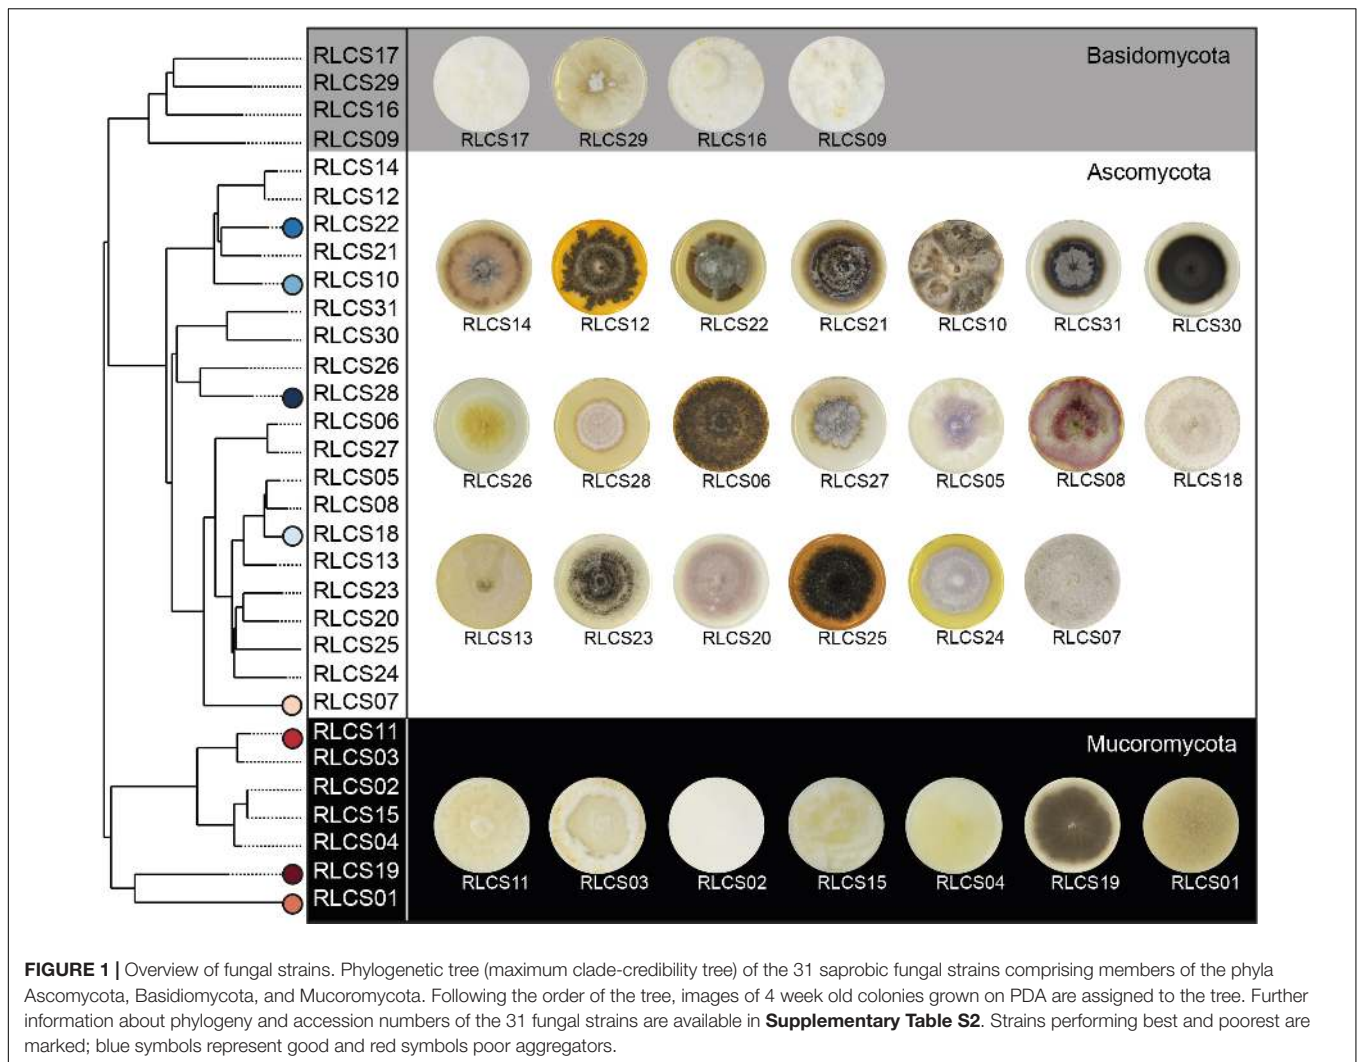 RLCS17
RLCS29
RLCS16
RLCS09
RLCS14
RLCS12
RLCS22
RLCS21
RLCS10
RLCS31
RLCS30
RLCS26
RLCS28
RLCS06
RLCS27
RLCS05
RLCS08
RLCS18
RLCS13
RLCS23
RLCS20
RLCS25
RLCS24
RLCS07
RLCS11
RLCS03
RLCS02
RLCS15
RLCS04
RLCS19
RLCS01
Basidomycota
RLCS17 RLCS29 RLCS16 RLCS09
Ascomycota
RLCS14 RLCS12 RLCS22 RLCS21 RLCS10 RLCS31 RLCS30
RLCS26 RLCS28 RLCS06 RLCS27 RLCS05 RLCS08 RLCS18
RLCS13 RLCS23 RLCS20 RLCS25 RLCS24 RLCS07
Mucoromycota
RLCS11 RLCS03 RLCS02 RLCS15 RLCS04 RLCS19 RLCS01
FIGURE 1 | Overview of fungal strains. Phylogenetic tree (maximum clade-credibility tree) of the 31 saprobic fungal strains comprising members of the phyla
Ascomycota, Basidiomycota, and Mucoromycota. Following the order of the tree, images of 4 week old colonies grown on PDA are assigned to the tree. Further
information about phylogeny and accession numbers of the 31 fungal strains are available in Supplementary Table S2. Strains performing best and poorest are
marked; blue symbols represent good and red symbols poor aggregators.